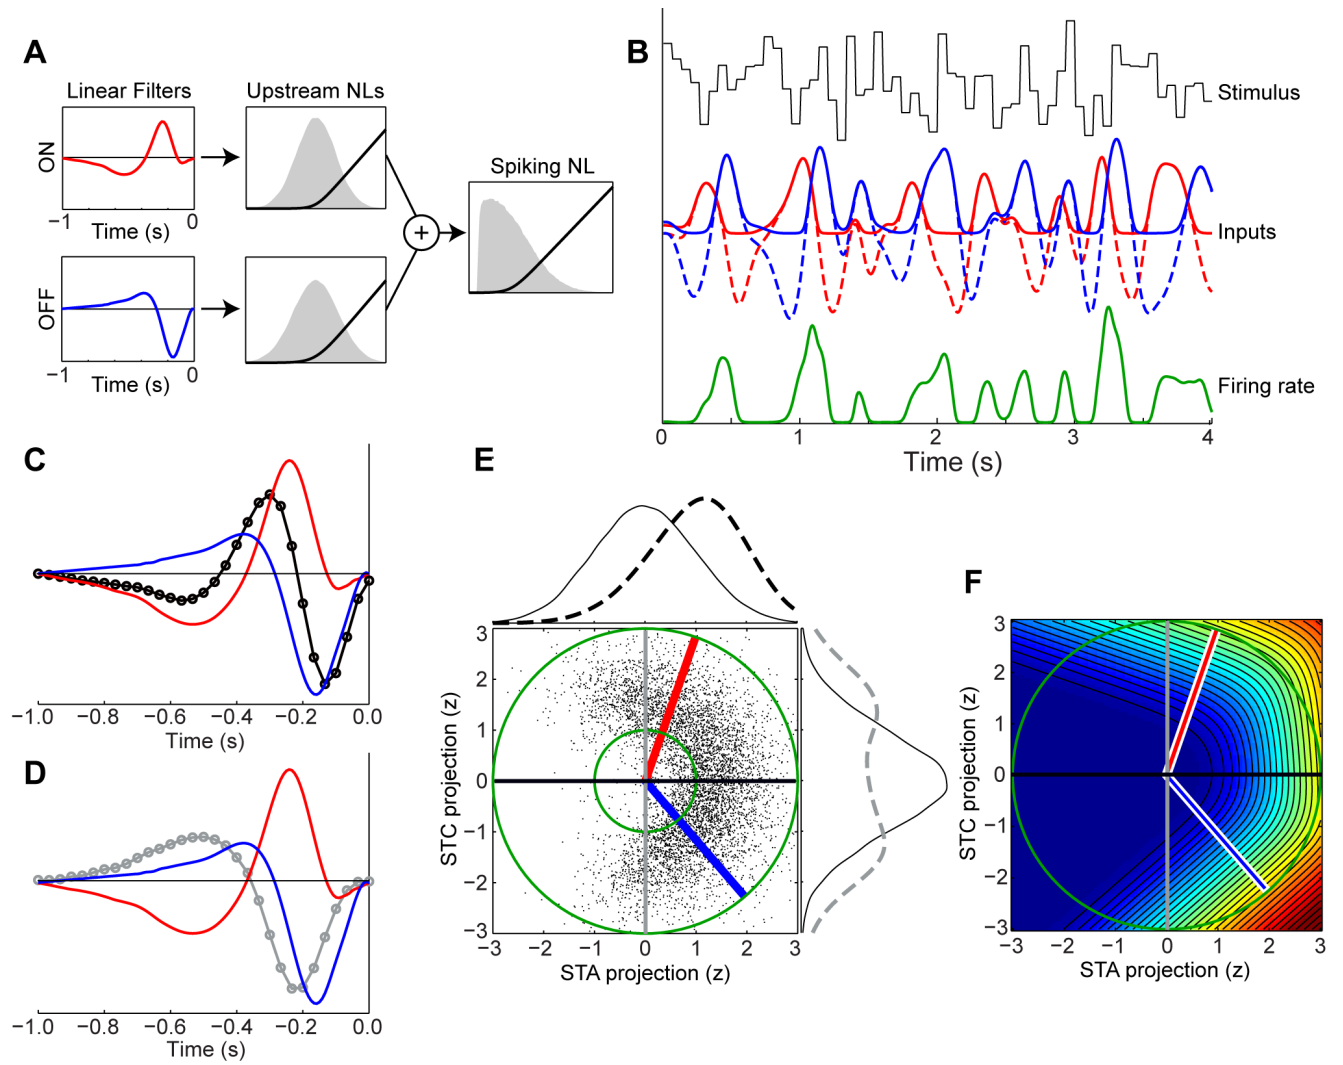 A
Linear Filters
Upstream NLs
ON
−1
0
Time (s)
OFF
−1
0
Time (s)
+
Spiking NL
B
Stimulus
Inputs
Firing rate
0
1
2
3
4
Time (s)
C
−1.0
−0.8
−0.6
−0.4
−0.2
0.0
Time (s)
D
−1.0
−0.8
−0.6
−0.4
−0.2
0.0
Time (s)
E
3
2
1
0
−1
−2
−3
STC projection (z)
−3
−2
−1
0
1
2
3
STA projection (z)
F
3
2
1
0
−1
−2
−3
STC projection (z)
−3
−2
−1
0
1
2
3
STA projection (z)